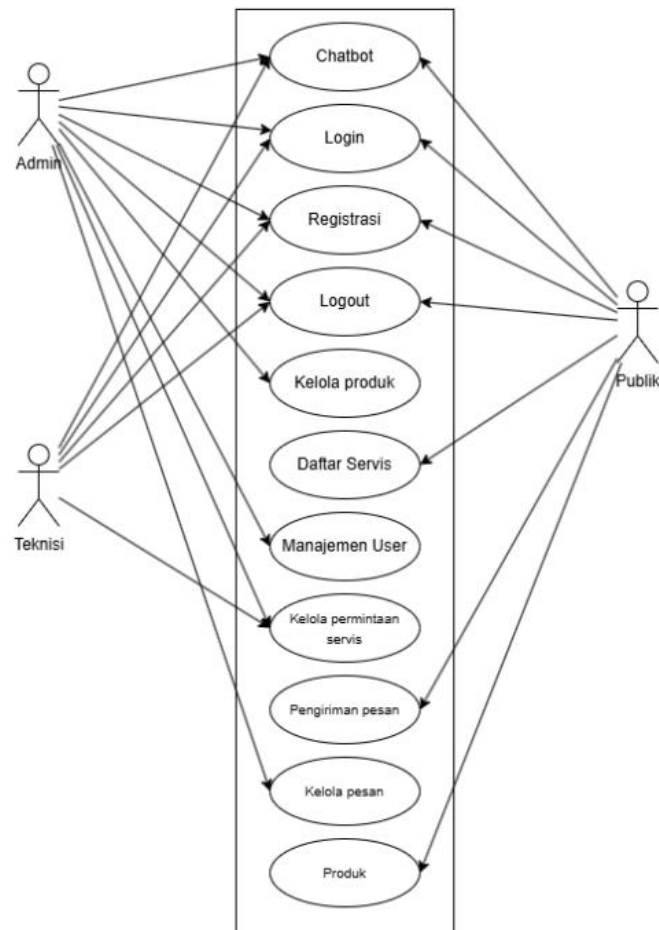 Chatbot
Admin
Login
Registrasi
Logout
Publik
Kelola produk
Daftar Servis
Teknisi
Manajemen User
Kelola permintaan
servis
Pengiriman pesan
Kelola pesan
Produk